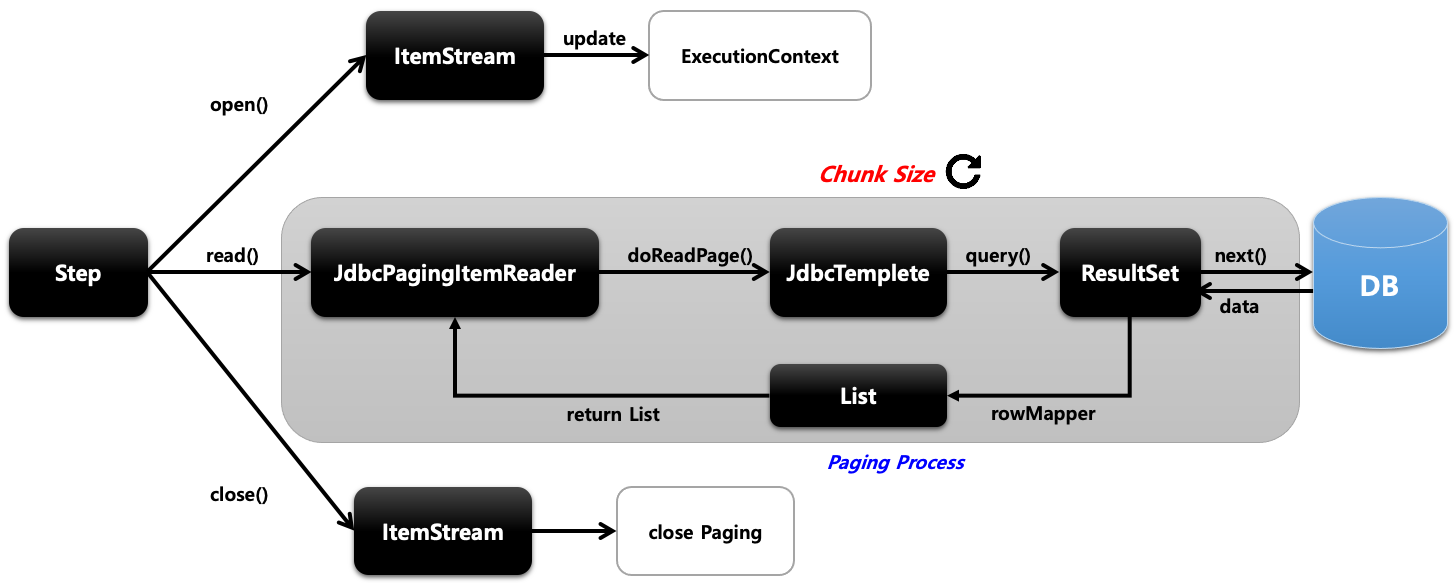 ItemStream
update
ExecutionContext
open()
Chunk Size
Step
read()
JdbcPagingItemReader
doReadPage()
JdbcTemplete
query()
ResultSet
next()
data
DB
List
return List
rowMapper
Paging Process
close()
ItemStream
close Paging